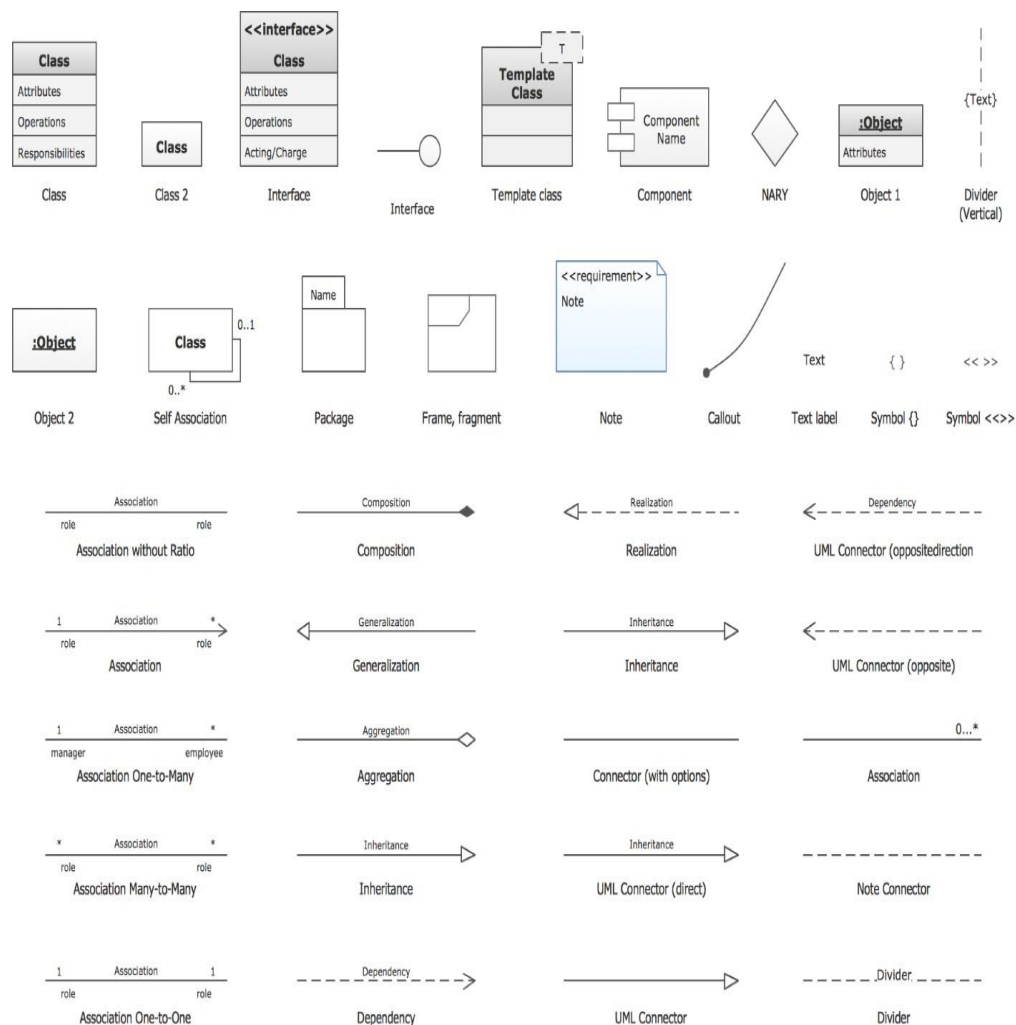 <<interface>>
Class
Attributes
Operations
Acting/Charge
Interface
Class
Attributes
Operations
Responsibilities
Class
Class
Class 2
Interface
T
Template
Class
Template class
Component
Name
Component
NARY
:Object
Attributes
Object 1
{Text}
Divider
(Vertical)
:Object
Object 2
Class
0..1
0..*
Self Association
Name
Package
Frame, fragment
<<requirement>>
Note
Note
Callout
Text
Text label
{ }
Symbol {}
<< >>
Symbol <<>>
Association
role role
Association without Ratio
Composition
Composition
Realization
Realization
Dependency
UML Connector (oppositedirection
1 Association *
role role
Association
Generalization
Generalization
Inheritance
Inheritance
UML Connector (opposite)
1 Association *
manager employee
Association One-to-Many
Aggregation
Aggregation
Connector (with options)
0...*
Association
* Association *
role role
Association Many-to-Many
Inheritance
Inheritance
Inheritance
UML Connector (direct)
Note Connector
1 Association 1
role role
Association One-to-One
Dependency
Dependency
UML Connector
Divider
Divider